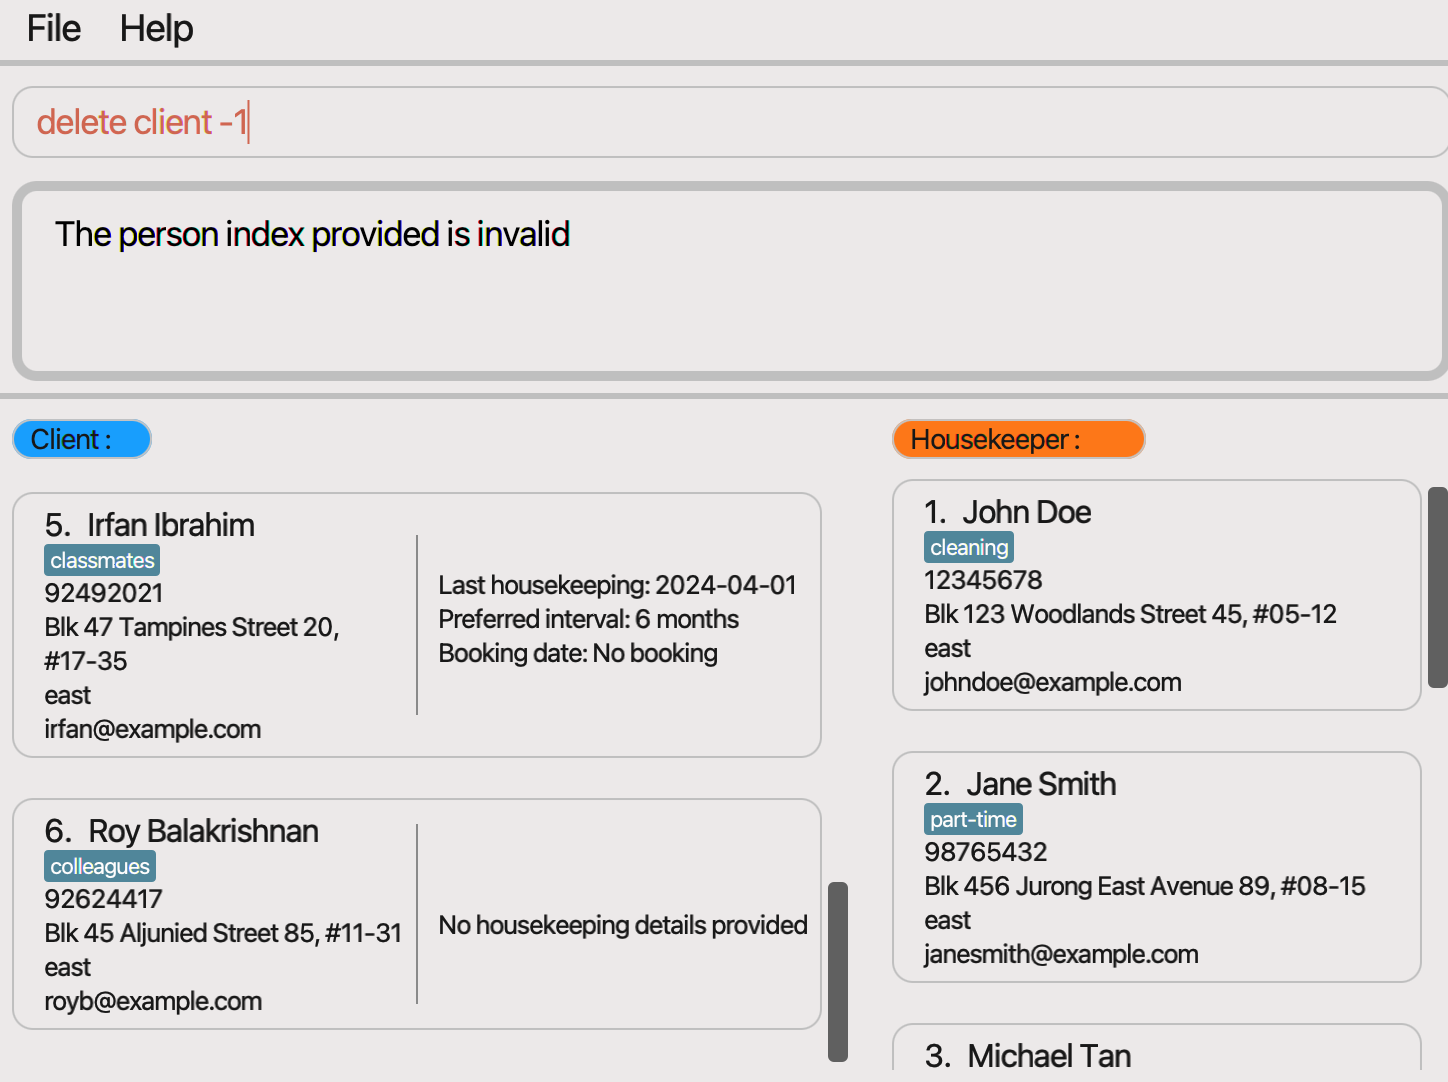 File Help
delete client -1
The person index provided is invalid
Client :
5. Irfan Ibrahim
classmates
92492021
Blk 47 Tampines Street 20,
#17-35
east
irfan@example.com
Last housekeeping: 2024-04-01
Preferred interval: 6 months
Booking date: No booking
6. Roy Balakrishnan
colleagues
92624417
Blk 45 Aljunied Street 85, #11-31
east
royb@example.com
No housekeeping details provided
Housekeeper :
1. John Doe
cleaning
12345678
Blk 123 Woodlands Street 45, #05-12
east
johndoe@example.com
2. Jane Smith
part-time
98765432
Blk 456 Jurong East Avenue 89, #08-15
east
janesmith@example.com
3. Michael Tan